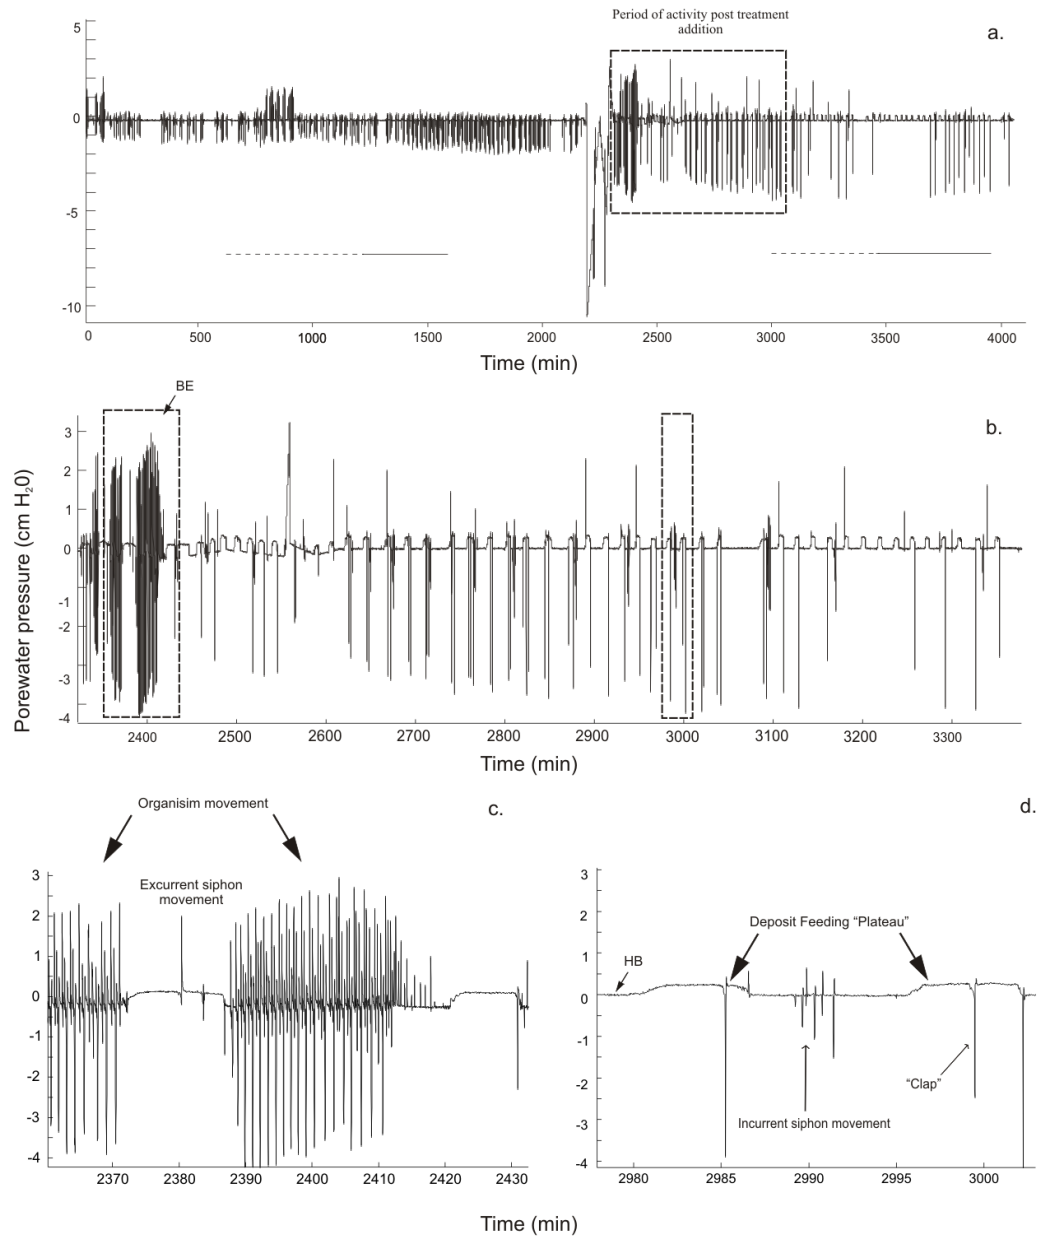 Period of activity post treatment
addition
a.
5
0
-5
-10
0 500 1000 1500 2000 2500 3000 3500 4000
Time (min)
BE
b.
3
2
1
0
-1
-2
-3
-4
2400 2500 2600 2700 2800 2900 3000 3100 3200 3300
Time (min)
Porewater pressure (cm H20)
Organisim movement
c.
Excurrent siphon
movement
3
2
1
0
-1
-2
-3
-4
2370 2380 2390 2400 2410 2420 2430
d.
Deposit Feeding “Plateau”
HB
“Clap”
Incurrent siphon movement
3
2
1
0
-1
-2
-3
-4
2980 2985 2990 2995 3000
Time (min)